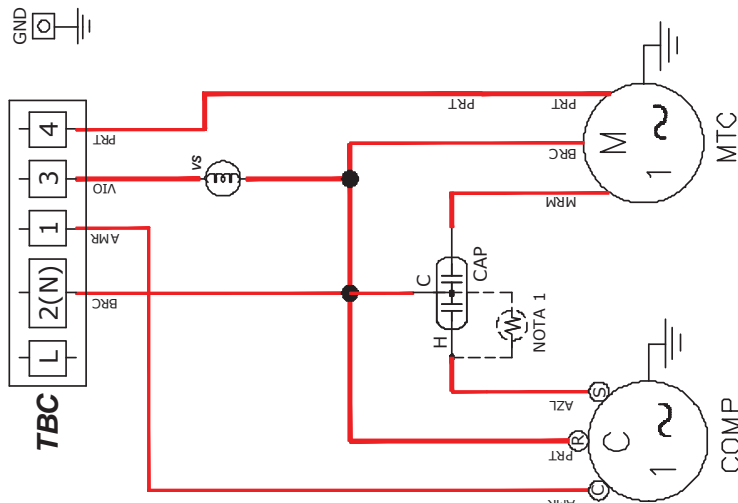 GND
TBC
L
2(N)
1
3
4
BRC
AMR
VIO
PRT
VS
PRT
PRT
BRC
MRM
M
1
MTC
C
CAP
H
NOTA 1
AZL
PRT
AMR
S
R
C
C
1
COMP